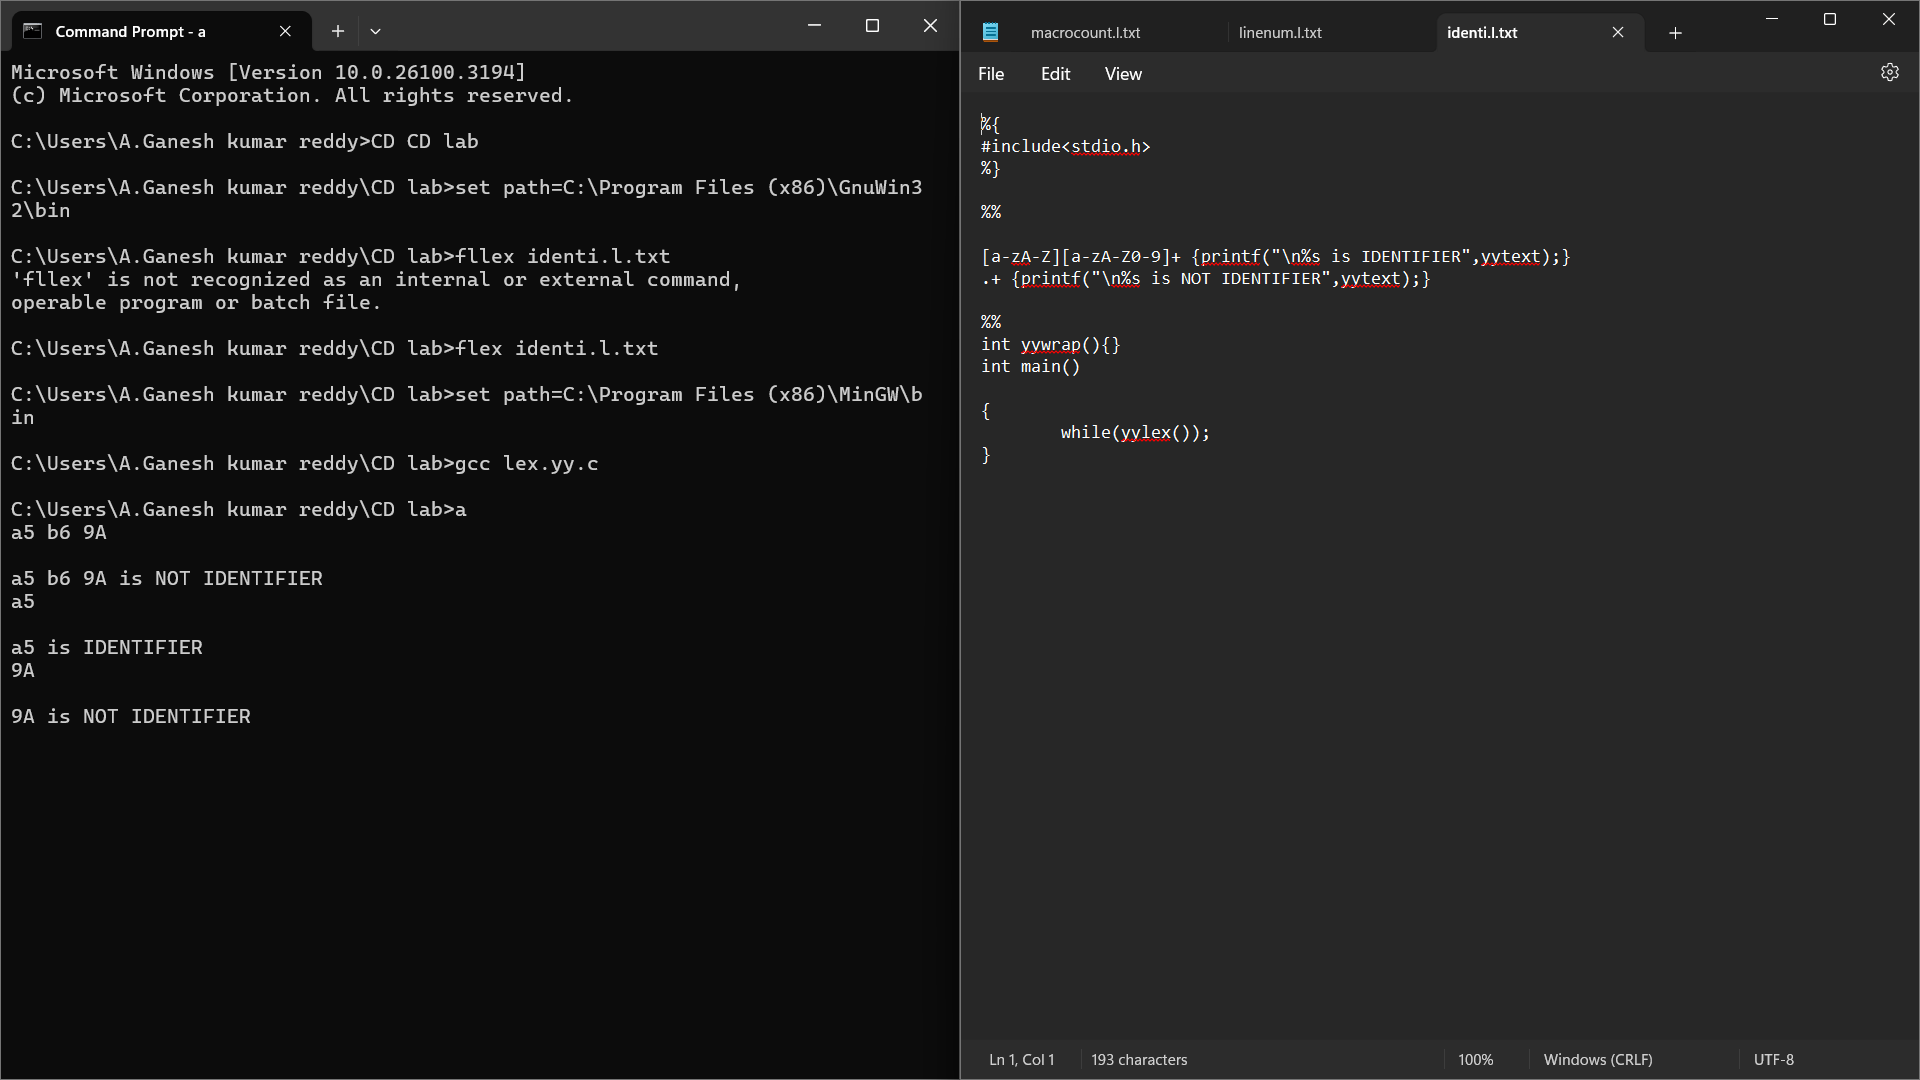 Command Prompt - a
Microsoft Windows [Version 10.0.26100.3194]
(c) Microsoft Corporation. All rights reserved.
C:\Users\A.Ganesh kumar reddy>CD CD lab
C:\Users\A.Ganesh kumar reddy\CD lab>set path=C:\Program Files (x86)\GnuWin3
2\bin
C:\Users\A.Ganesh kumar reddy\CD lab>fllex identi.l.txt
'fllex' is not recognized as an internal or external command,
operable program or batch file.
C:\Users\A.Ganesh kumar reddy\CD lab>flex identi.l.txt
C:\Users\A.Ganesh kumar reddy\CD lab>set path=C:\Program Files (x86)\MinGW\b
in
C:\Users\A.Ganesh kumar reddy\CD lab>gcc lex.yy.c
C:\Users\A.Ganesh kumar reddy\CD lab>a
a5 b6 9A
a5 b6 9A is NOT IDENTIFIER
a5
a5 is IDENTIFIER
9A
9A is NOT IDENTIFIER
macrocount.l.txt linenum.l.txt identi.l.txt
File Edit View
%{
#include<stdio.h>
%}
%%
[a-zA-Z][a-zA-Z0-9]+ {printf("\n%s is IDENTIFIER",yytext);}
.+ {printf("\n%s is NOT IDENTIFIER",yytext);}
%%
int yywrap(){}
int main()
{
while(yylex());
}
Ln 1, Col 1 193 characters 100% Windows (CRLF) UTF-8